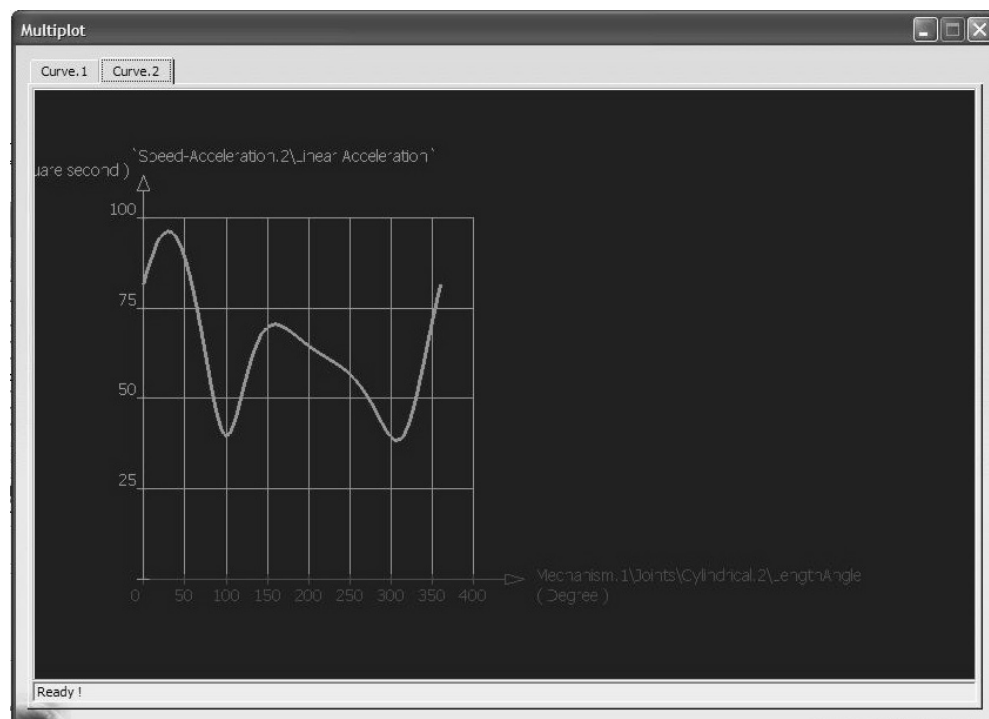 Multiplot
Curve.1 Curve.2
`Speed-Acceleration.2\Linear Acceleration`
uare second )
100
75
50
25
0 50 100 150 200 250 300 350 400
Mechanism.1\Joints\Cylindrical.2\LengthAngle
( Degree )
Ready !